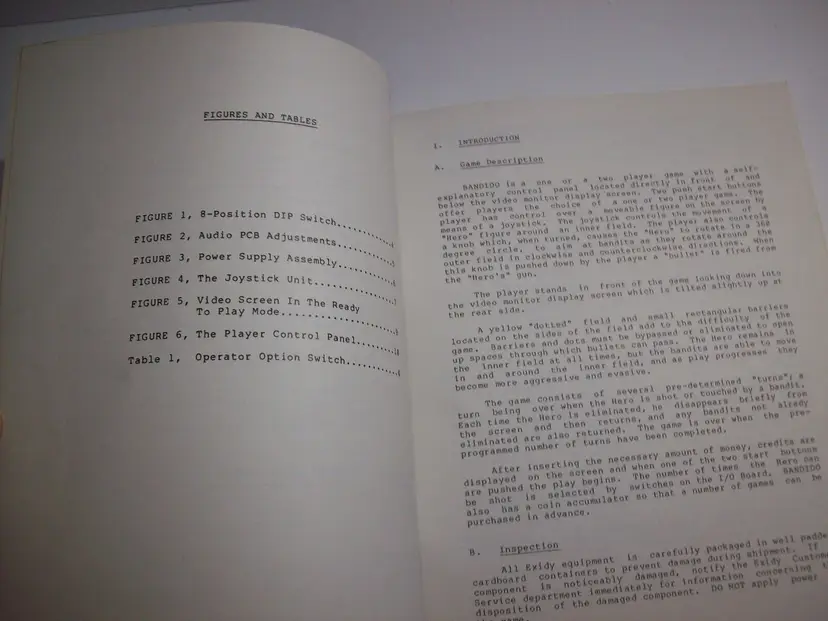 FIGURES AND TABLES
FIGURE 1, 8-Position DIP Switch
FIGURE 2, Audio PCB Adjustments
FIGURE 3, Power Supply Assembly
FIGURE 4, The Joystick Unit
FIGURE 5, Video Screen In The Ready
To Play Mode
FIGURE 6, The Player Control Panel
Table 1, Operator Option Switch
I. INTRODUCTION
A. Game Description
BANDIDO is a one or a two player game with a self-
explanatory control panel located directly in front of and
below the video monitor display screen. Two push start buttons
offer players the choice of a one or two player game. The
player has control over a moveable figure on the screen by
means of a joystick. The joystick controls the movement of a
"Hero" figure around an inner field. The player also controls
a knob which, when turned, causes the "Hero" to rotate in a 360
degree circle, to aim at bandits as they rotate around the
outer field in clockwise and counterclockwise directions. When
this knob is pushed down by the player a "bullet" is fired from
the "Hero's" gun.
The player stands in front of the game looking down into
the video monitor display screen which is tilted slightly up at
the rear side.
A yellow "dotted" field and small rectangular barriers
located on the sides of the field add to the difficulty of the
game. Barriers and dots must be bypassed or eliminated to open
up spaces through which bullets can pass. The Hero remains in
the inner field at all times, but the bandits are able to move
in and around the inner field, and as play progresses they
become more aggressive and evasive.
The game consists of several pre-determined "turns"; a
turn being over when the Hero is shot or touched by a bandit.
Each time the Hero is eliminated, he disappears briefly from
the screen and then returns, and any bandits not already
eliminated are also returned. The game is over when the pre-
programmed number of turns have been completed.
After inserting the necessary amount of money, credits are
displayed on the screen and when one of the two start buttons
are pushed the play begins. The number of times the Hero can
be shot is selected by switches on the I/O Board. BANDIDO
also has a coin accumulator so that a number of games can be
purchased in advance.
B. Inspection
All Exidy equipment is carefully packaged in well padde
cardboard containers to prevent damage during shipment. If
component is noticeably damaged, notify the Exidy Custome
Service department immediately for information concerning t
disposition of the damaged component. DO NOT apply power
the game.